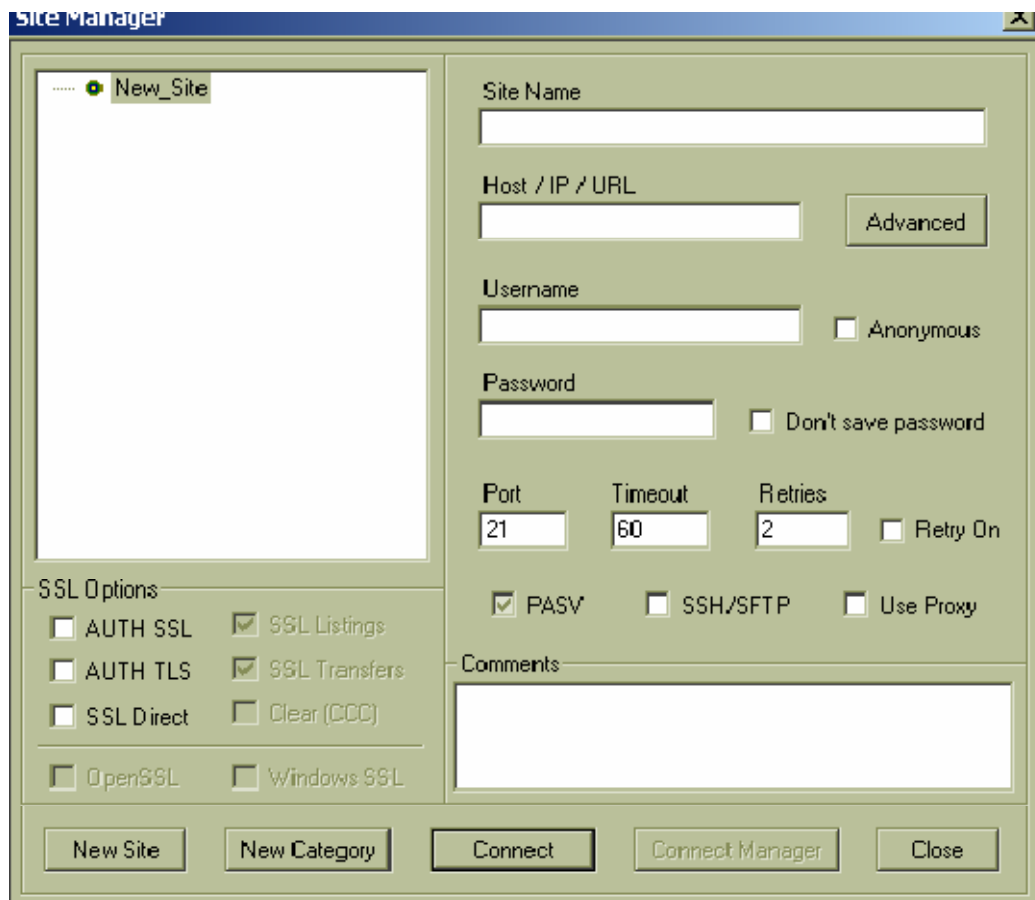 Site Manager
New_Site
Site Name
Host / IP / URL
Advanced
Username
Anonymous
Password
Don't save password
Port Timeout Retries
21 60 2 Retry On
PASV SSH/SFTP Use Proxy
SSL Options
AUTH SSL SSL Listings
AUTH TLS SSL Transfers
SSL Direct Clear (CCC)
OpenSSL Windows SSL
Comments
New Site New Category Connect Connect Manager Close